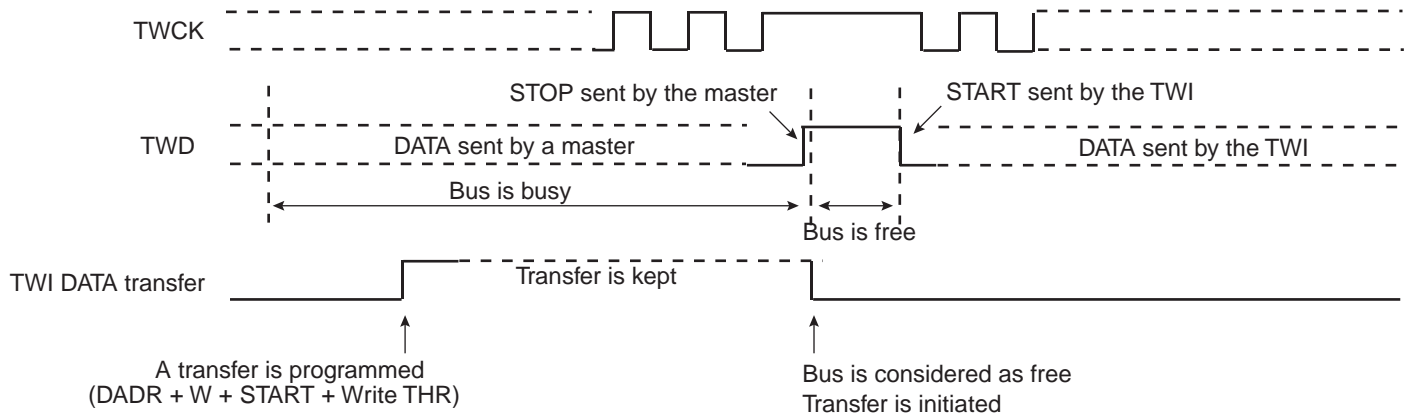 TWCK
STOP sent by the master
START sent by the TWI
TWD
DATA sent by a master
DATA sent by the TWI
Bus is busy
Bus is free
TWI DATA transfer
Transfer is kept
A transfer is programmed
(DADR + W + START + Write THR)
Bus is considered as free
Transfer is initiated